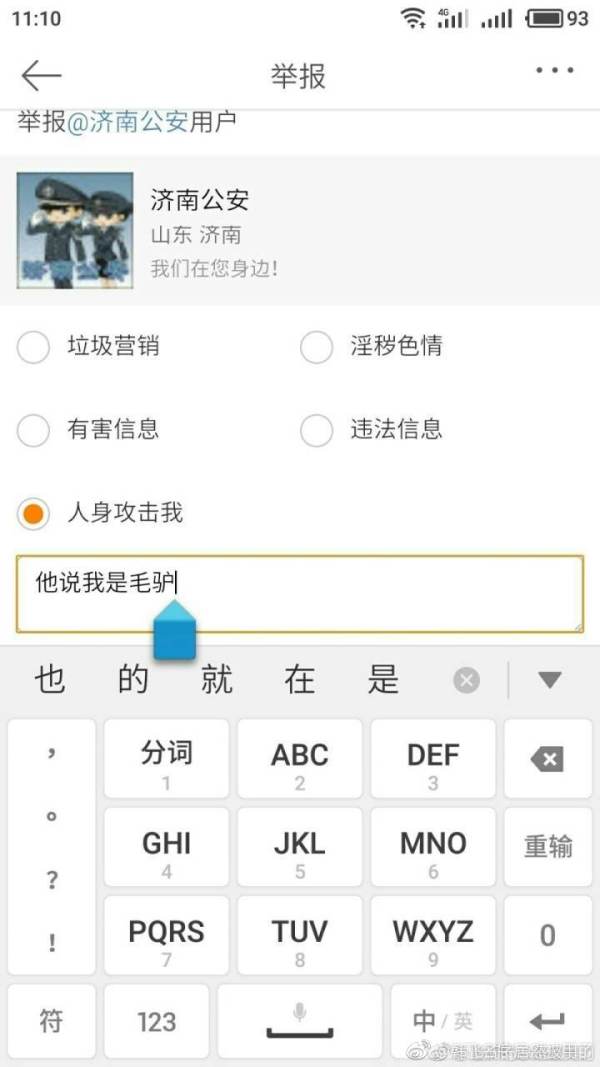 11:10
4G
93
举报
举报@济南公安用户
济南公安
山东 济南
我们在您身边!
济南公安
垃圾营销
淫秽色情
有害信息
违法信息
人身攻击我
他说我是毛驴
也 的 就 在 是
,
。
?
!
分词
1
ABC
2
DEF
3
GHI
4
JKL
5
MNO
6
重输
PQRS
7
TUV
8
WXYZ
9
0
符
123
中/英